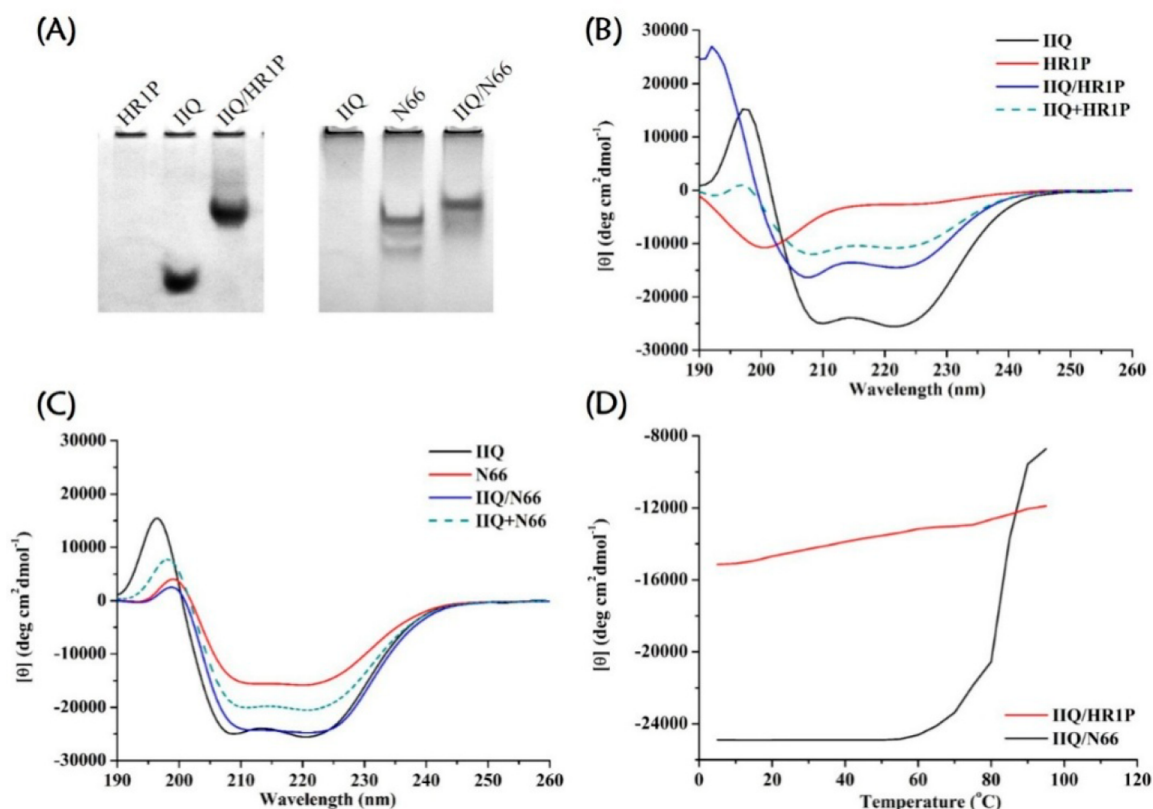 (A)
HR1P
IIQ
IIQ/HR1P
IIQ
N66
IIQ/N66
(B)
IIQ
HR1P
IIQ/HR1P
IIQ+HR1P
30000
20000
10000
0
-10000
-20000
-30000
[θ] (deg cm² dmol⁻¹)
190 200 210 220 230 240 250 260
Wavelength (nm)
(C)
IIQ
N66
IIQ/N66
IIQ+N66
30000
20000
10000
0
-10000
-20000
-30000
[θ] (deg cm²dmol⁻¹)
190 200 210 220 230 240 250 260
Wavelength (nm)
(D)
-8000
-12000
-16000
-20000
-24000
[θ] (deg cm²dmol⁻¹)
IIQ/HR1P
IIQ/N66
0 20 40 60 80 100 120
Temperature (°C)